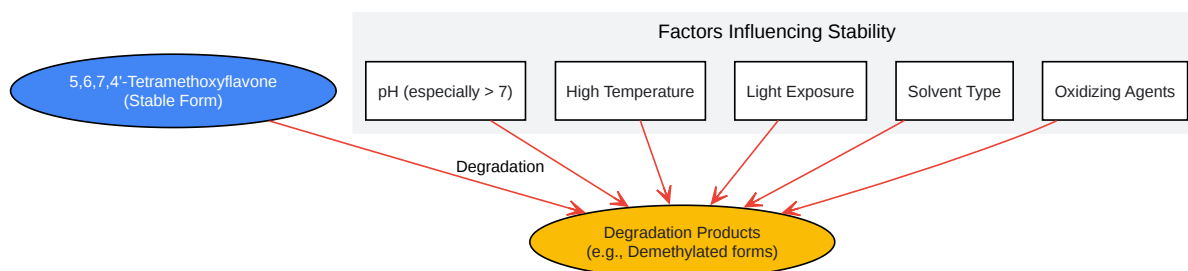 Factors Influencing Stability
5,6,7,4'-Tetramethoxyflavone
(Stable Form)
pH (especially > 7)
High Temperature
Light Exposure
Solvent Type
Oxidizing Agents
Degradation
Degradation Products
(e.g., Demethylated forms)